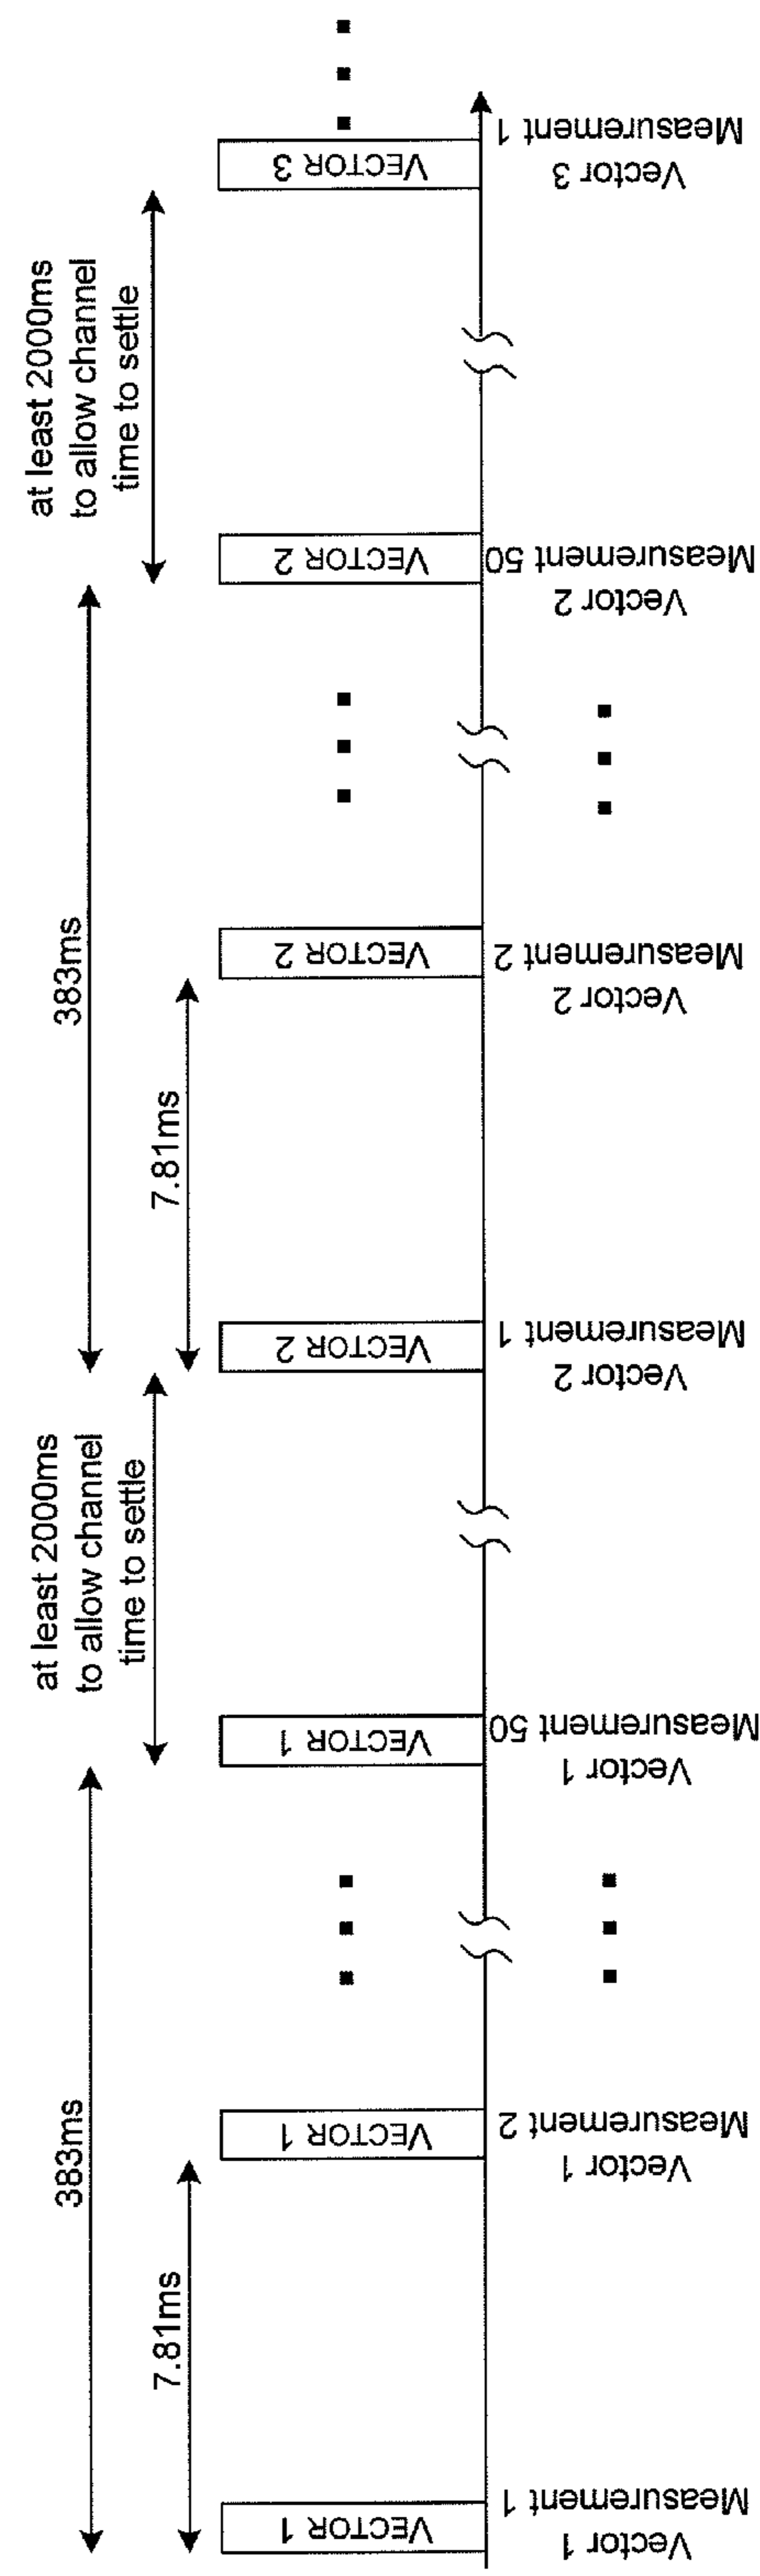 383ms
383ms
at least 2000ms
to allow channel
time to settle
at least 2000ms
to allow channel
time to settle
7.81ms
7.81ms
VECTOR 1
VECTOR 1
VECTOR 1
VECTOR 2
VECTOR 2
VECTOR 2
VECTOR 3
Vector 1
Measurement 1
Vector 1
Measurement 2
Vector 1
Measurement 50
Vector 2
Measurement 1
Vector 2
Measurement 2
Vector 2
Measurement 50
Vector 3
Measurement 1